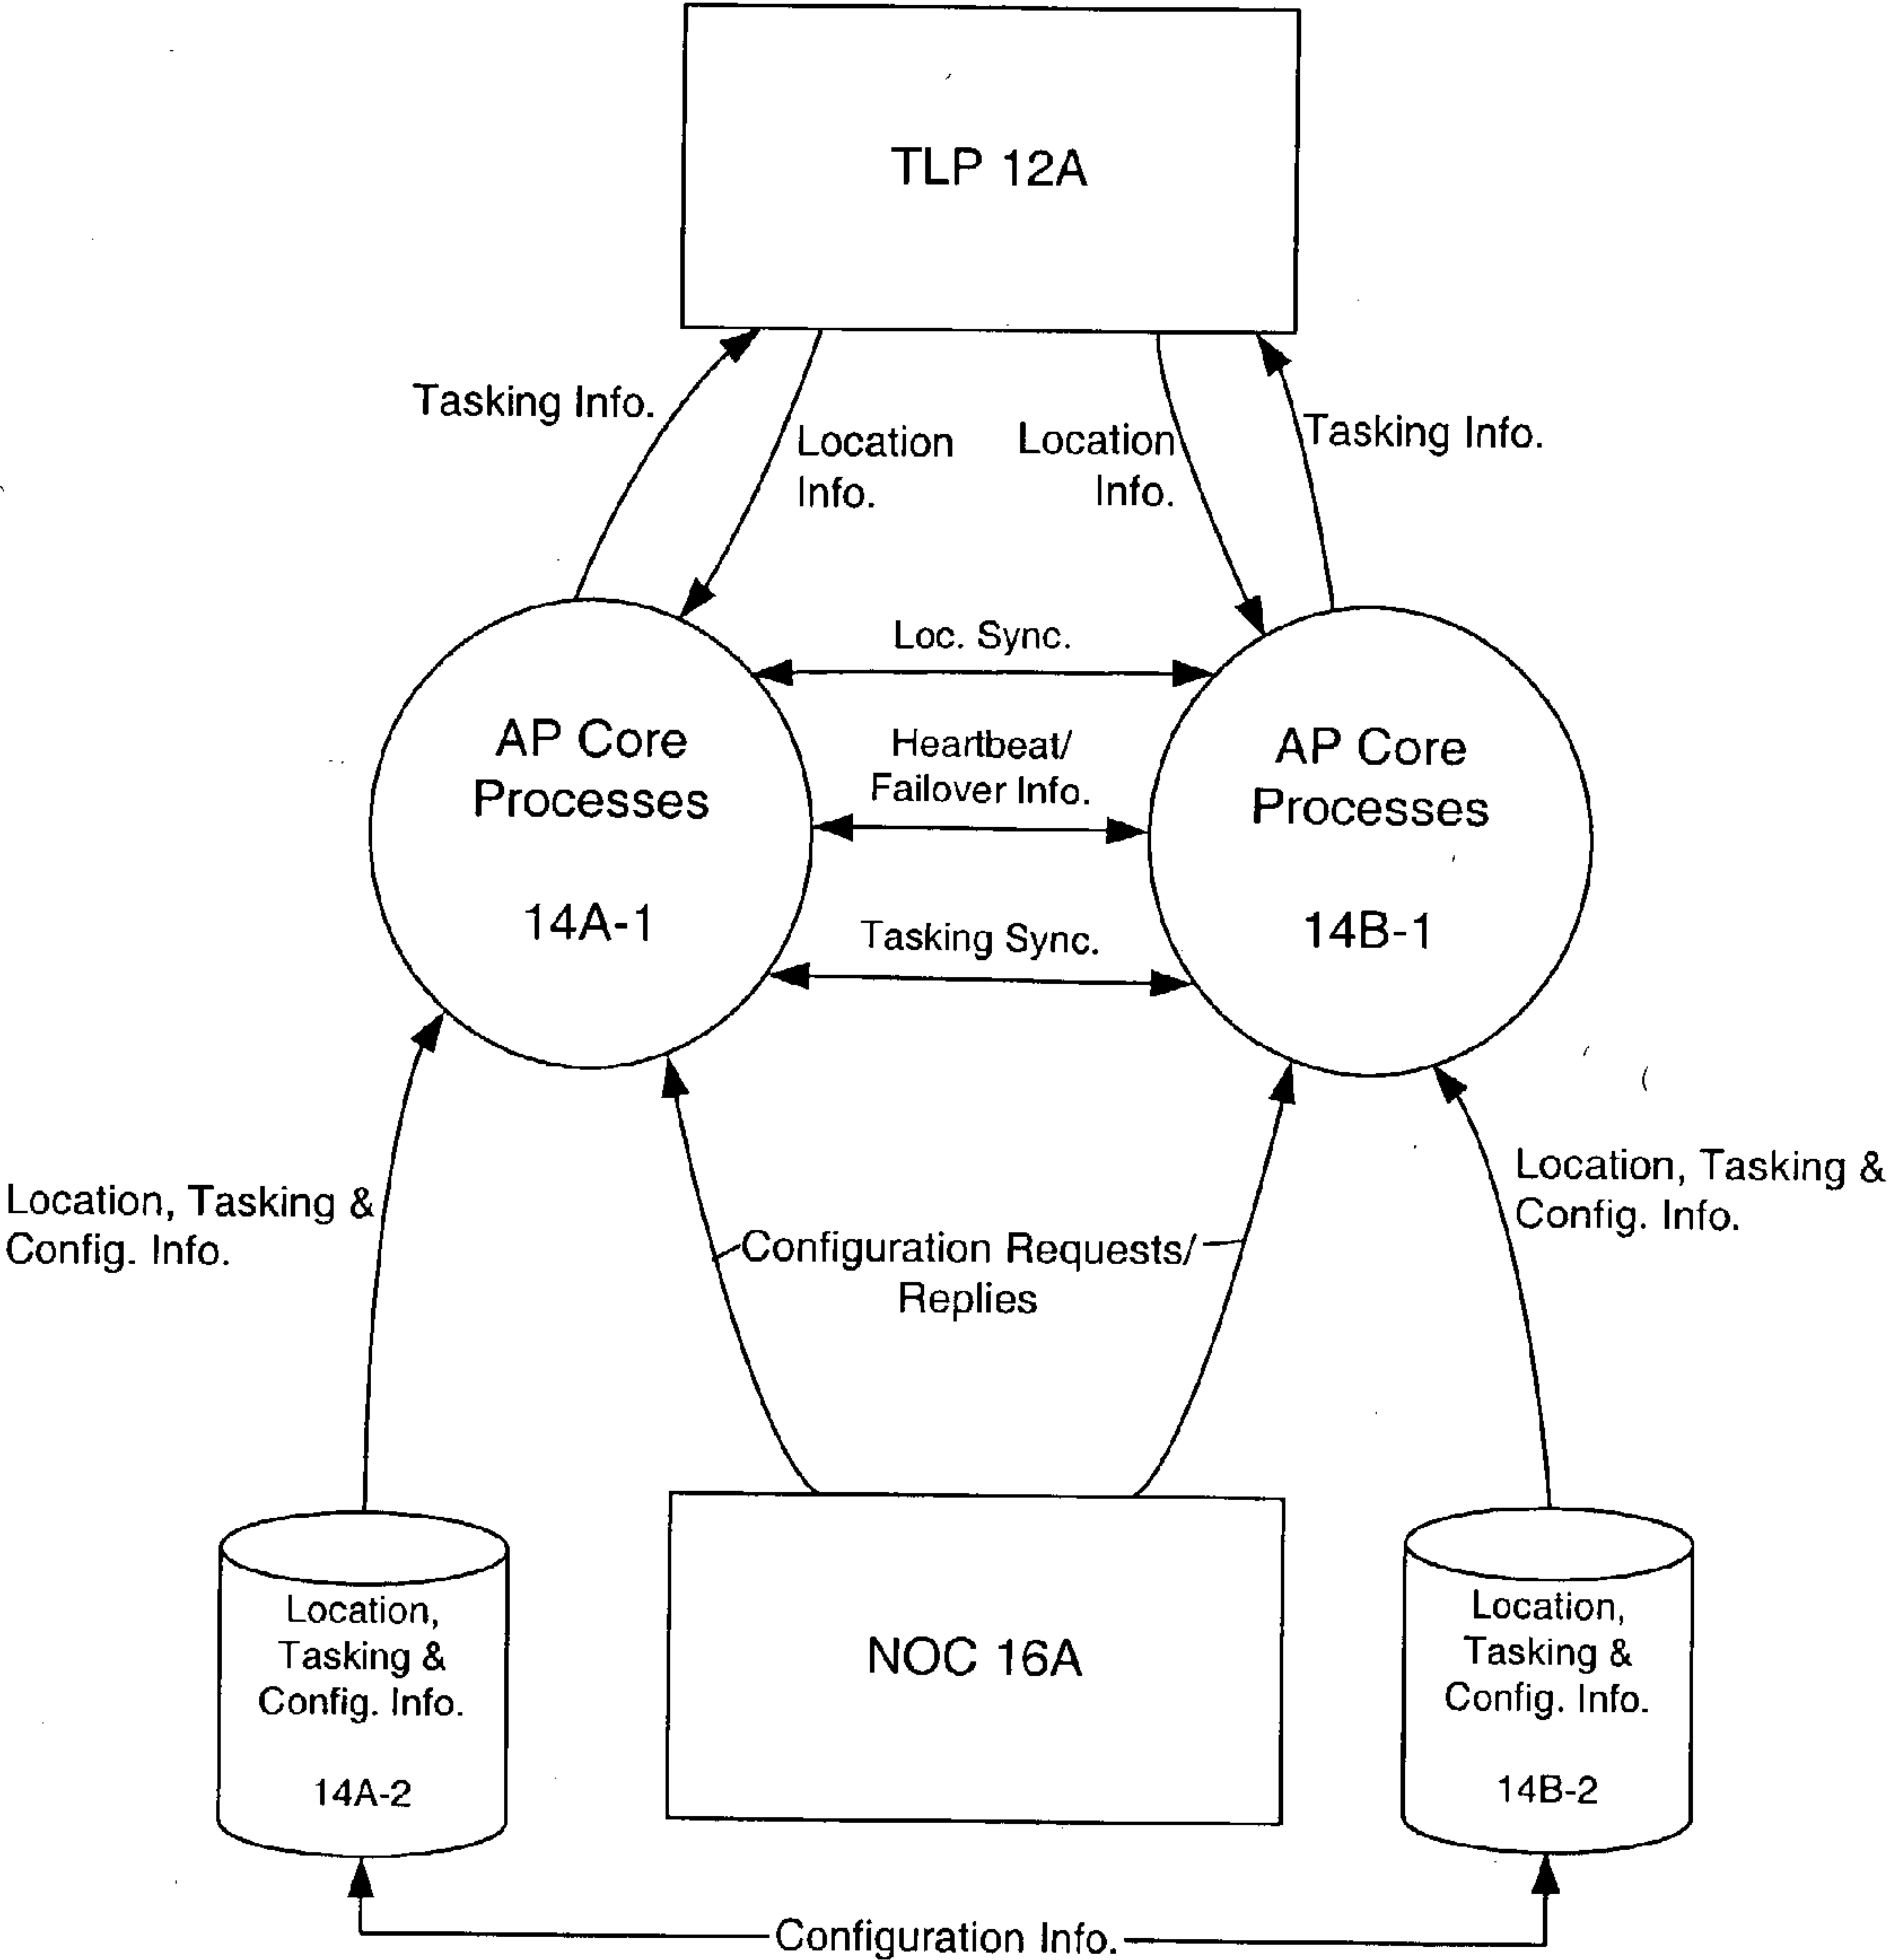 TLP 12A
Tasking Info.
Location
Info.
Location
Info.
Tasking Info.
Loc. Sync.
AP Core
Processes
14A-1
Heartbeat/
Failover Info.
AP Core
Processes
14B-1
Tasking Sync.
Location, Tasking &
Config. Info.
Configuration Requests/
Replies
Location, Tasking &
Config. Info.
Location,
Tasking &
Config. Info.
14A-2
NOC 16A
Location,
Tasking &
Config. Info.
14B-2
Configuration Info.